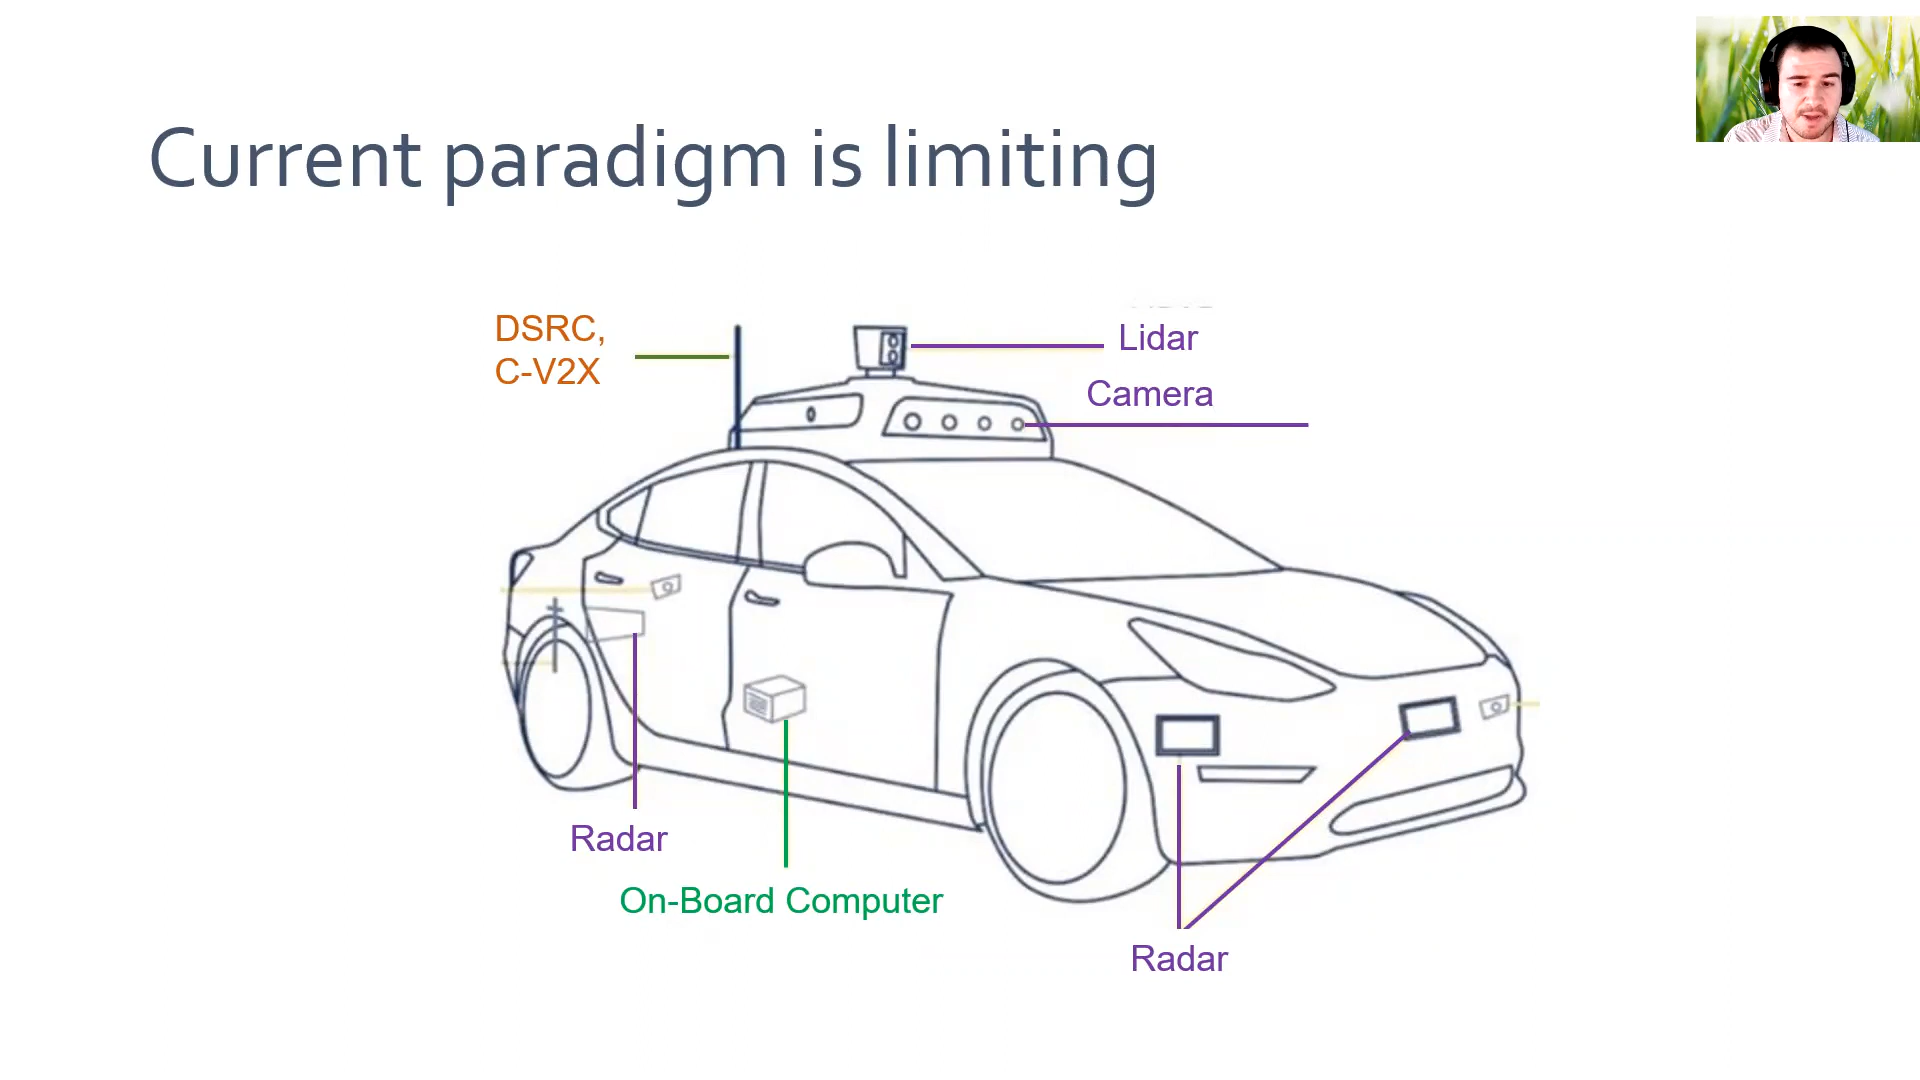 Current paradigm is limiting
DSRC,
C-V2X
Lidar
Camera
Radar
On-Board Computer
Radar